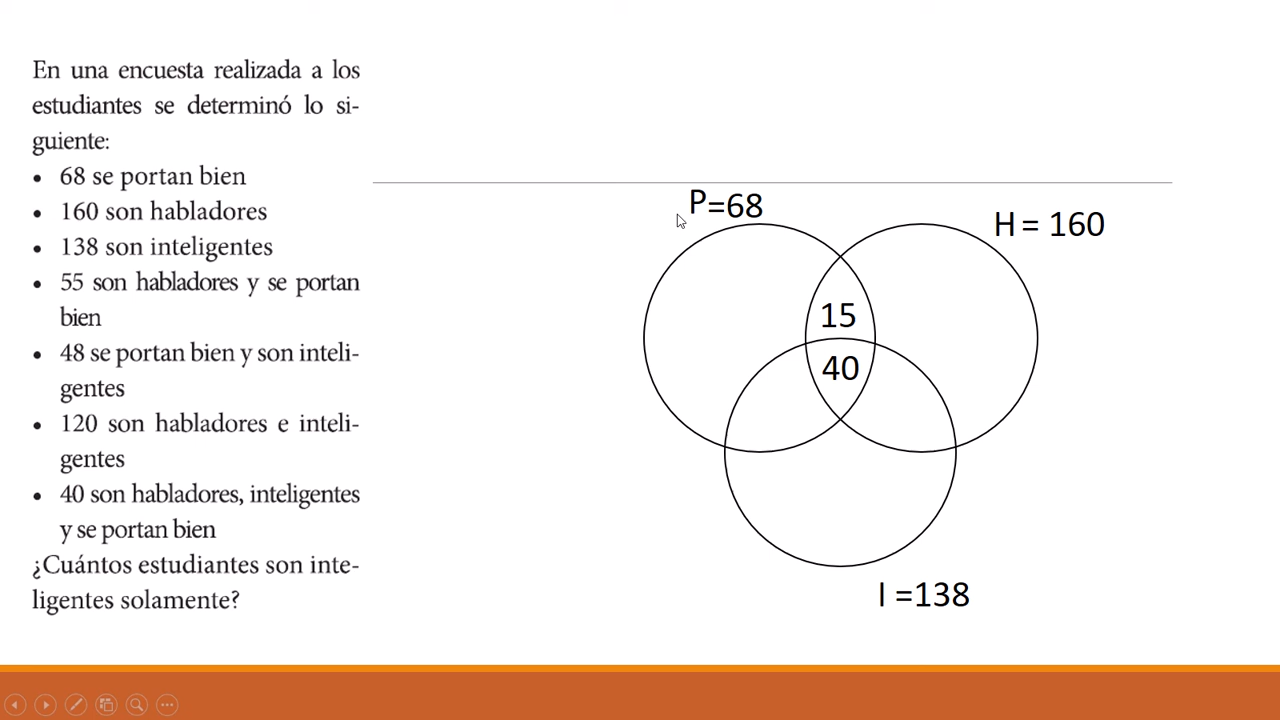 En una encuesta realizada a los
estudiantes se determinó lo si-
guiente:
• 68 se portan bien
• 160 son habladores
• 138 son inteligentes
• 55 son habladores y se portan
bien
• 48 se portan bien y son inteli-
gentes
• 120 son habladores e inteli-
gentes
• 40 son habladores, inteligentes
y se portan bien
¿Cuántos estudiantes son inte-
ligentes solamente?
P=68
H = 160
15
40
I =138